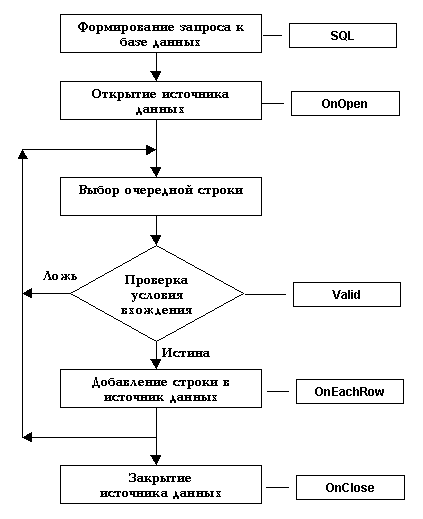 Формирование запроса к
базе данных
SQL
Открытие источника
данных
OnOpen
Выбор очередной строки
Ложь
Проверка
условия
вхождения
Valid
Истина
Добавление строки в
источник данных
OnEachRow
Закрытие
источника данных
OnClose